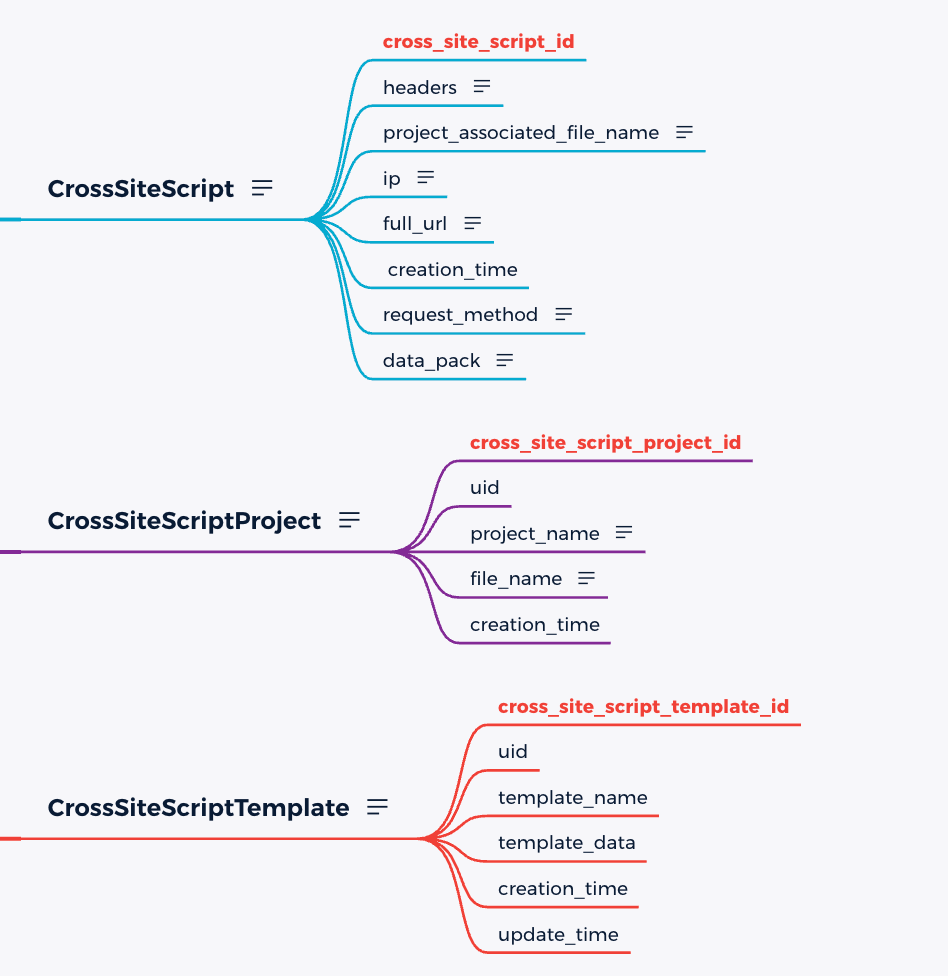 CrossSiteScript
cross_site_script_id
headers
project_associated_file_name
ip
full_url
creation_time
request_method
data_pack
CrossSiteScriptProject
cross_site_script_project_id
uid
project_name
file_name
creation_time
CrossSiteScriptTemplate
cross_site_script_template_id
uid
template_name
template_data
creation_time
update_time